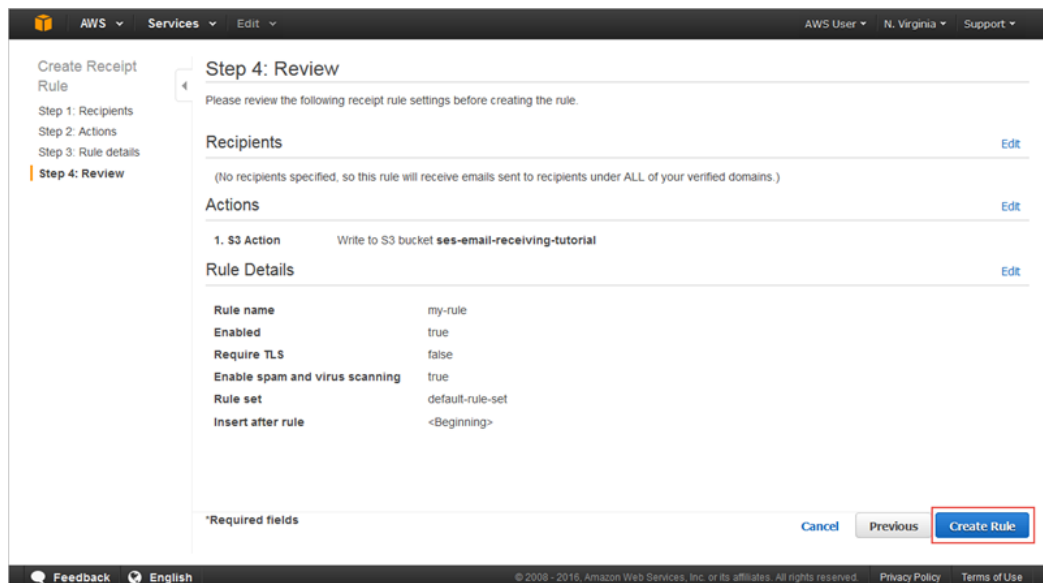 AWS Services Edit AWS User N. Virginia Support
Create Receipt
Rule
Step 1: Recipients
Step 2: Actions
Step 3: Rule details
Step 4: Review
Step 4: Review
Please review the following receipt rule settings before creating the rule.
Recipients Edit
(No recipients specified, so this rule will receive emails sent to recipients under ALL of your verified domains.)
Actions Edit
1. S3 Action Write to S3 bucket ses-email-receiving-tutorial
Rule Details Edit
Rule name my-rule
Enabled true
Require TLS false
Enable spam and virus scanning true
Rule set default-rule-set
Insert after rule <Beginning>
*Required fields
Cancel Previous Create Rule
Feedback English © 2008 - 2016, Amazon Web Services, Inc. or its affiliates. All rights reserved. Privacy Policy Terms of Use